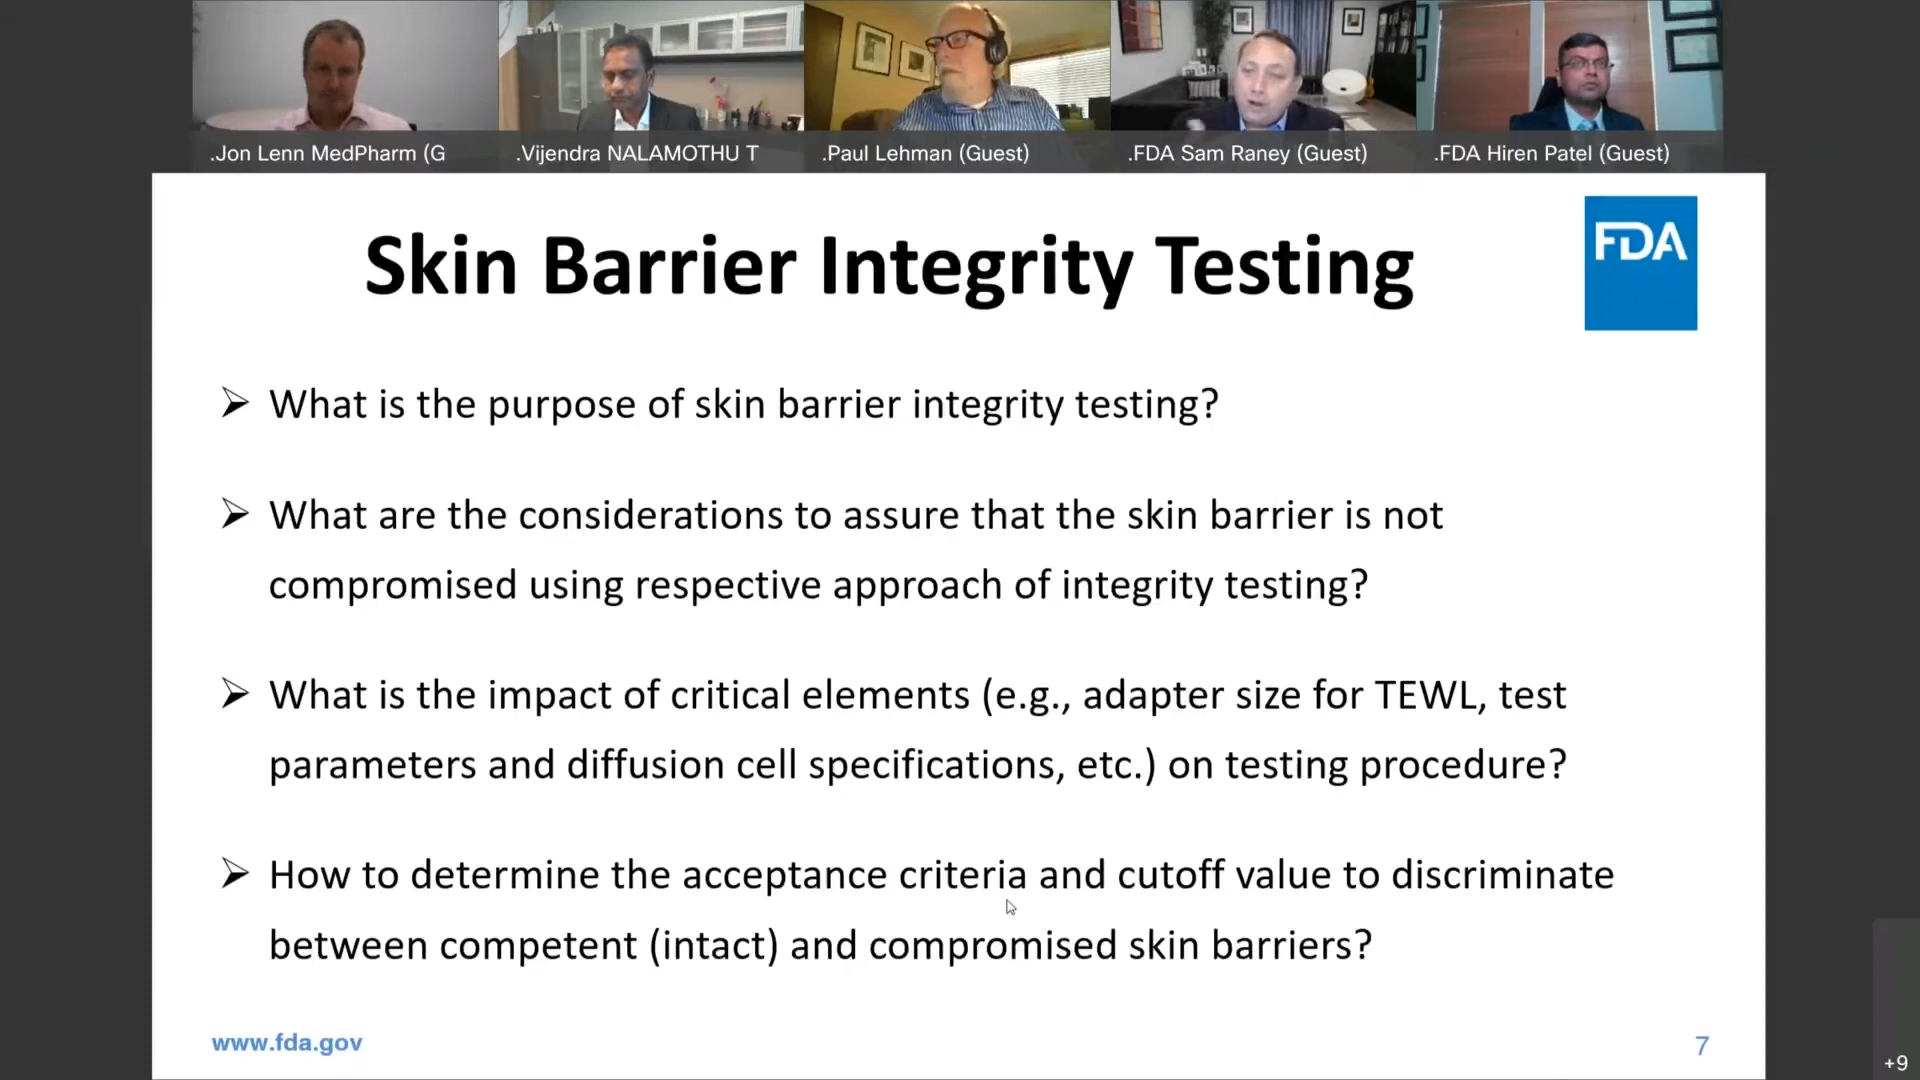 .Jon Lenn MedPharm (G
.Vijendra NALAMOTHU T
.Paul Lehman (Guest)
.FDA Sam Raney (Guest)
.FDA Hiren Patel (Guest)
Skin Barrier Integrity Testing
FDA
➢ What is the purpose of skin barrier integrity testing?
➢ What are the considerations to assure that the skin barrier is not
compromised using respective approach of integrity testing?
➢ What is the impact of critical elements (e.g., adapter size for TEWL, test
parameters and diffusion cell specifications, etc.) on testing procedure?
➢ How to determine the acceptance criteria and cutoff value to discriminate
between competent (intact) and compromised skin barriers?
www.fda.gov
7
+9